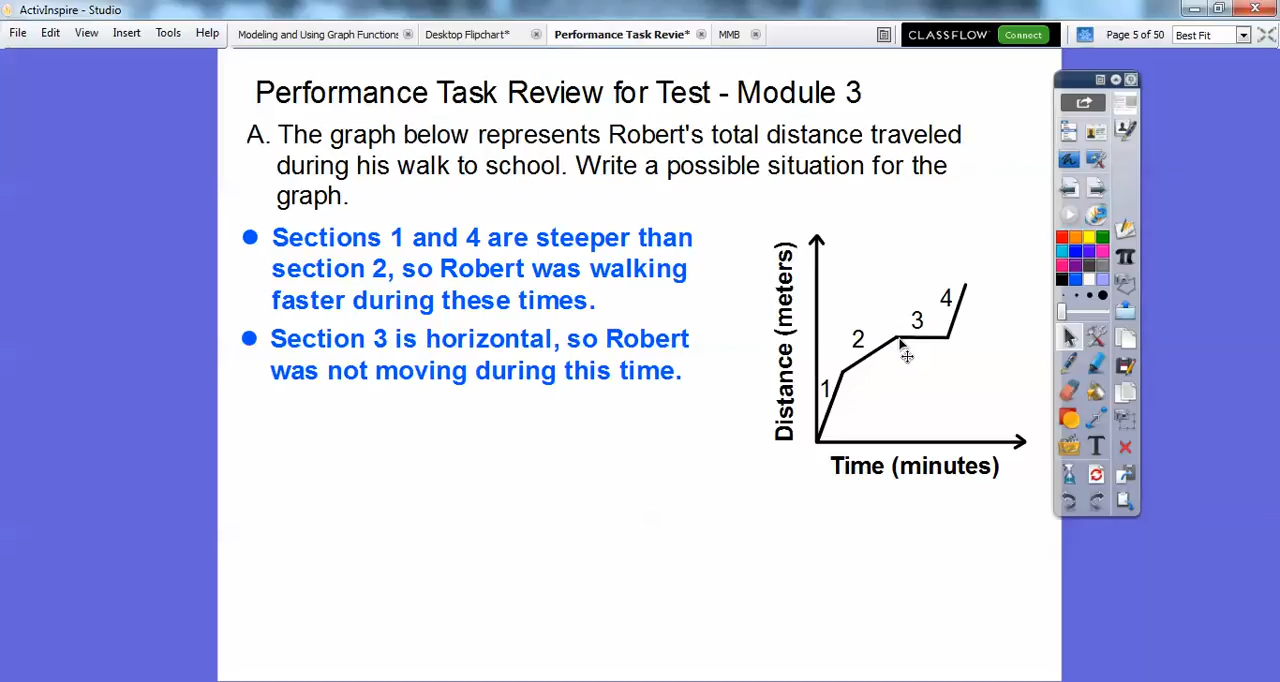 ActivInspire - Studio
File Edit View Insert Tools Help
Modeling and Using Graph Functions
Desktop Flipchart*
Performance Task Revie*
MMB
CLASSFLOW
Connect
Page 5 of 50
Best Fit
Performance Task Review for Test - Module 3
A. The graph below represents Robert's total distance traveled
during his walk to school. Write a possible situation for the
graph.
Sections 1 and 4 are steeper than
section 2, so Robert was walking
faster during these times.
Section 3 is horizontal, so Robert
was not moving during this time.
Distance (meters)
1
2
3
4
Time (minutes)